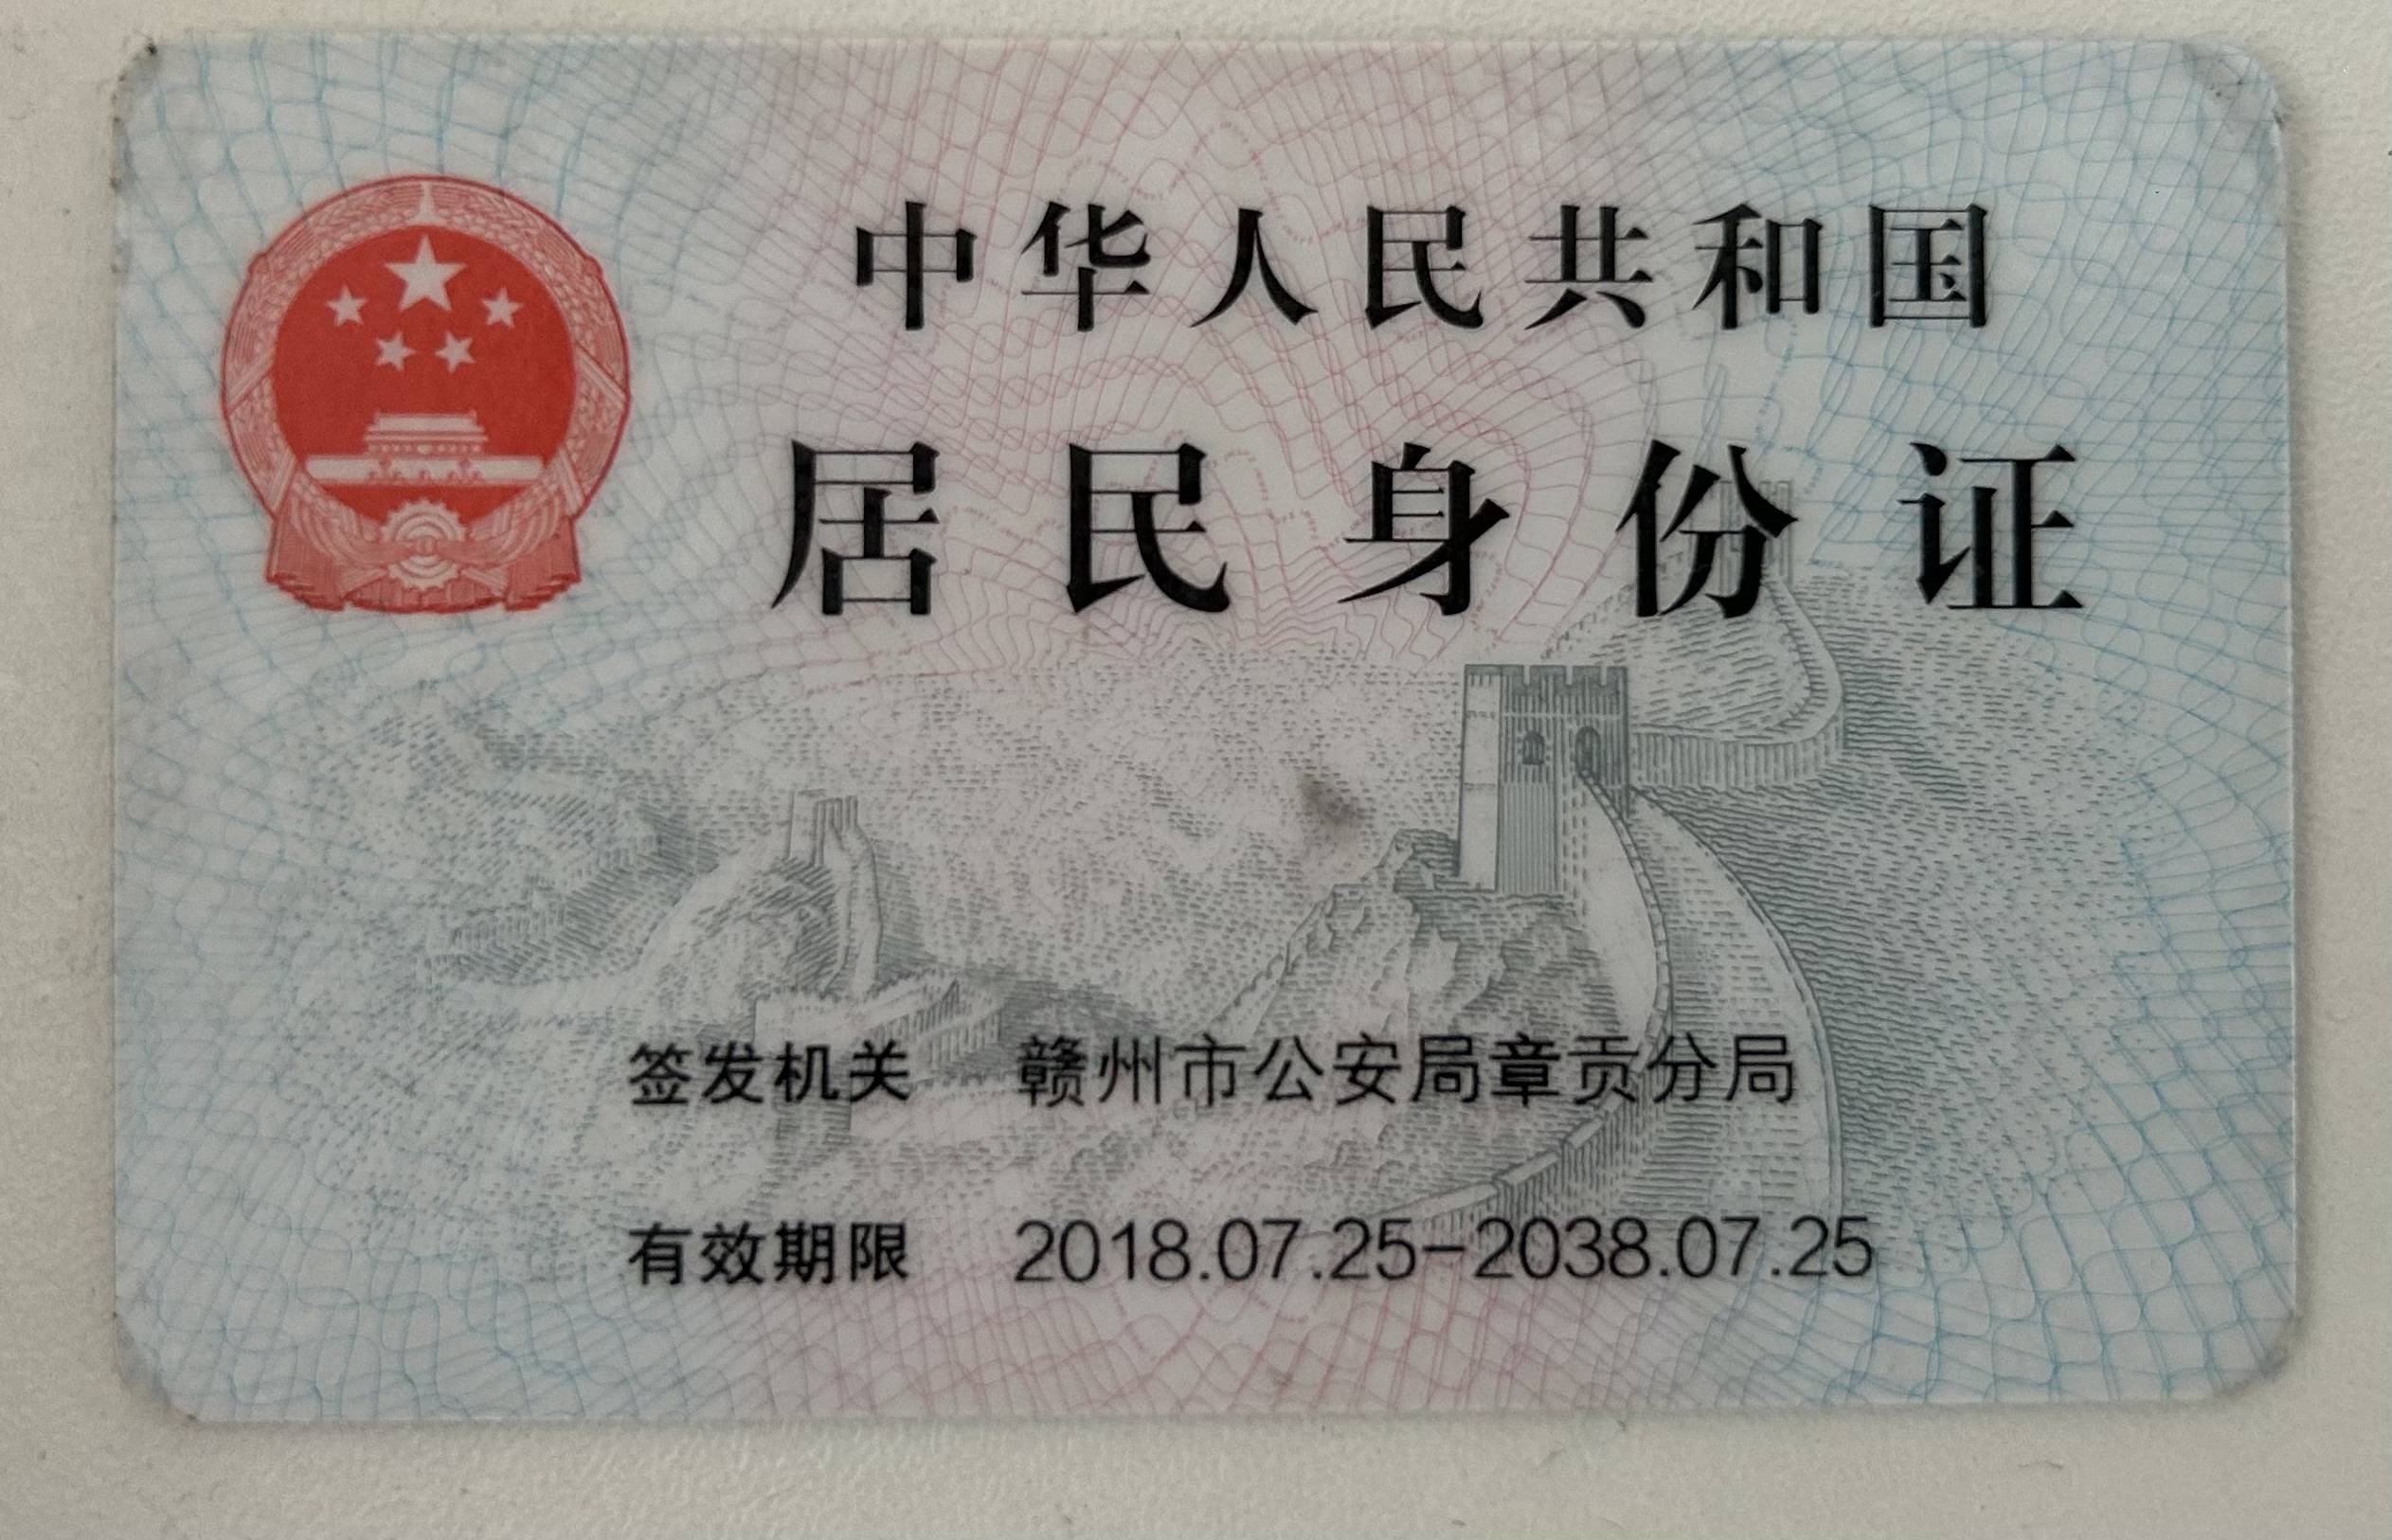 中华人民共和国
居民身份证
签发机关 赣州市公安局章贡分局
有效期限 2018.07.25-2038.07.25